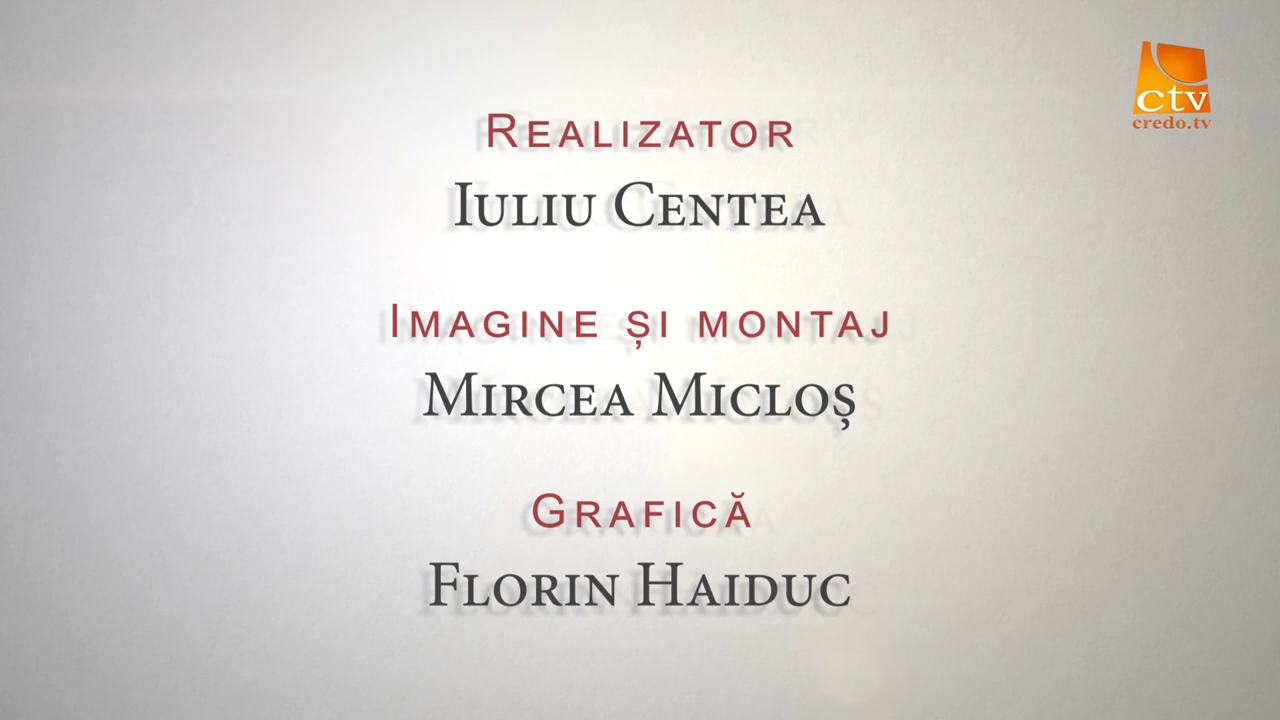 Realizator
Iuliu Centea
Imagine și montaj
Mircea Micloș
Grafică
Florin Haiduc
ctv
credo.tv